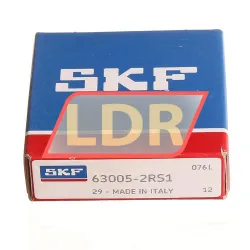 SKF
LDR
076L
SKF 63005-2RS1
29 - MADE IN ITALY 12